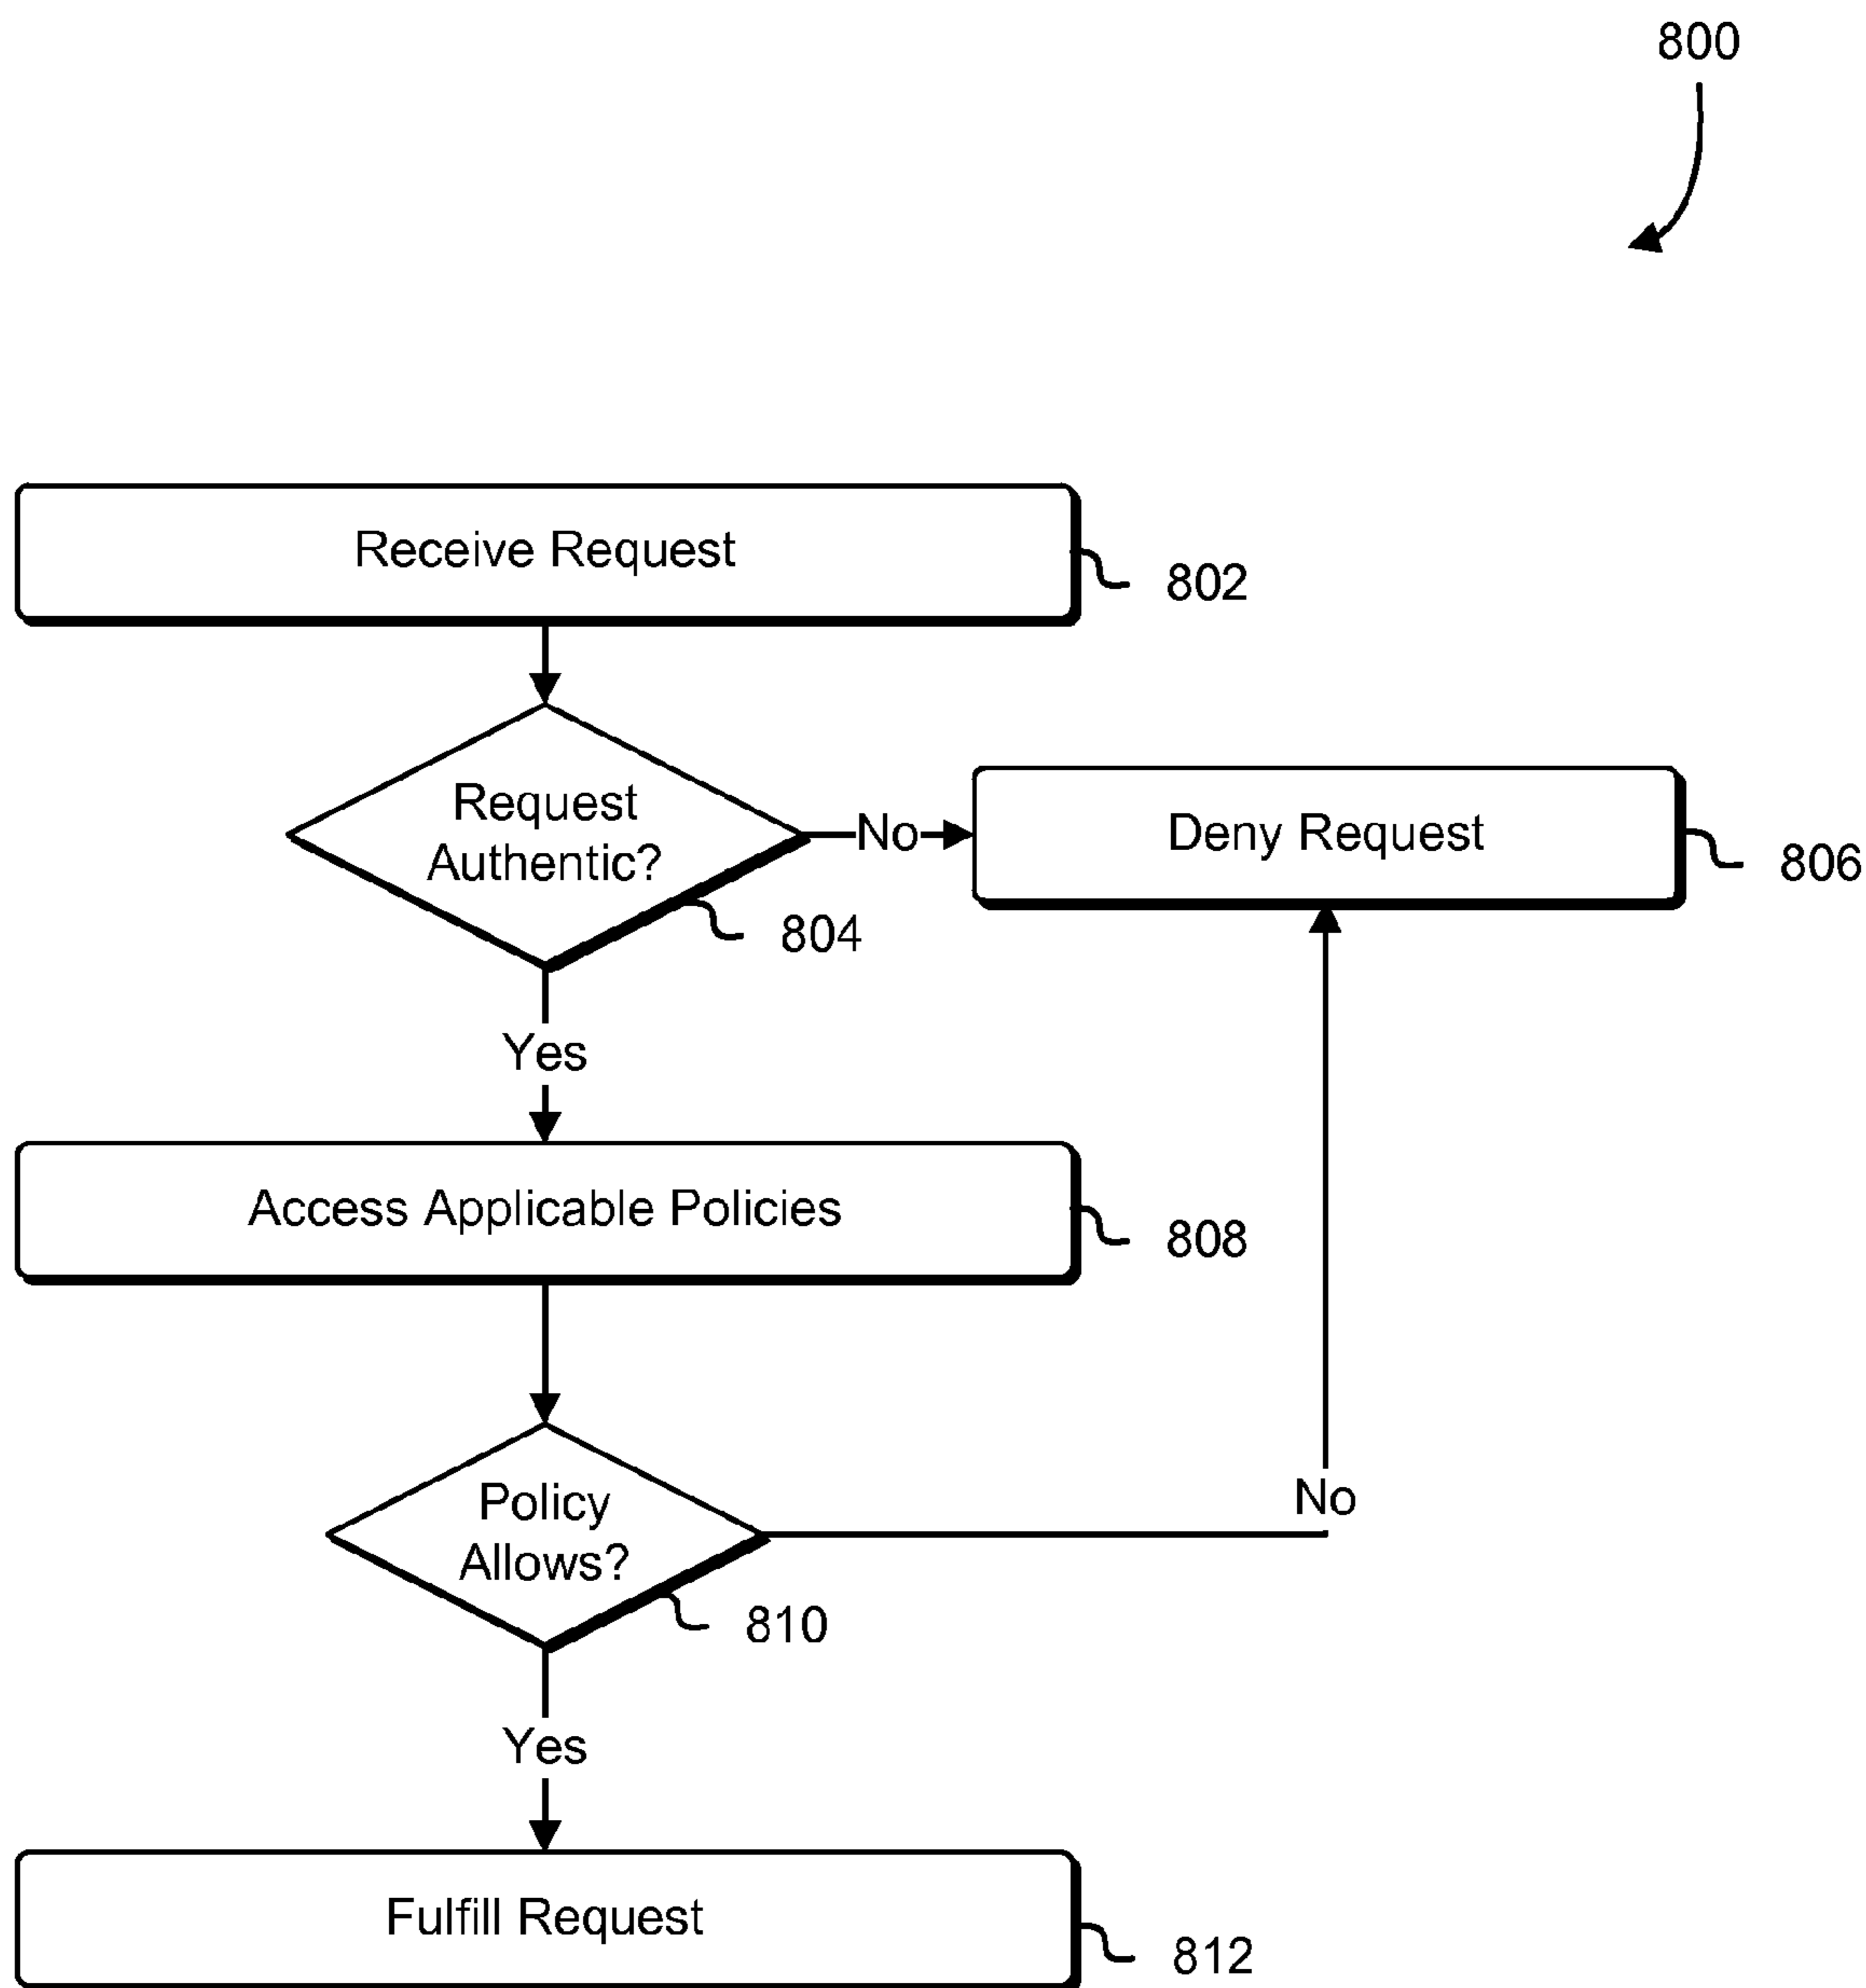 800
Receive Request
802
Request
Authentic?
No
Deny Request
806
804
Yes
Access Applicable Policies
808
Policy
Allows?
No
810
Yes
Fulfill Request
812